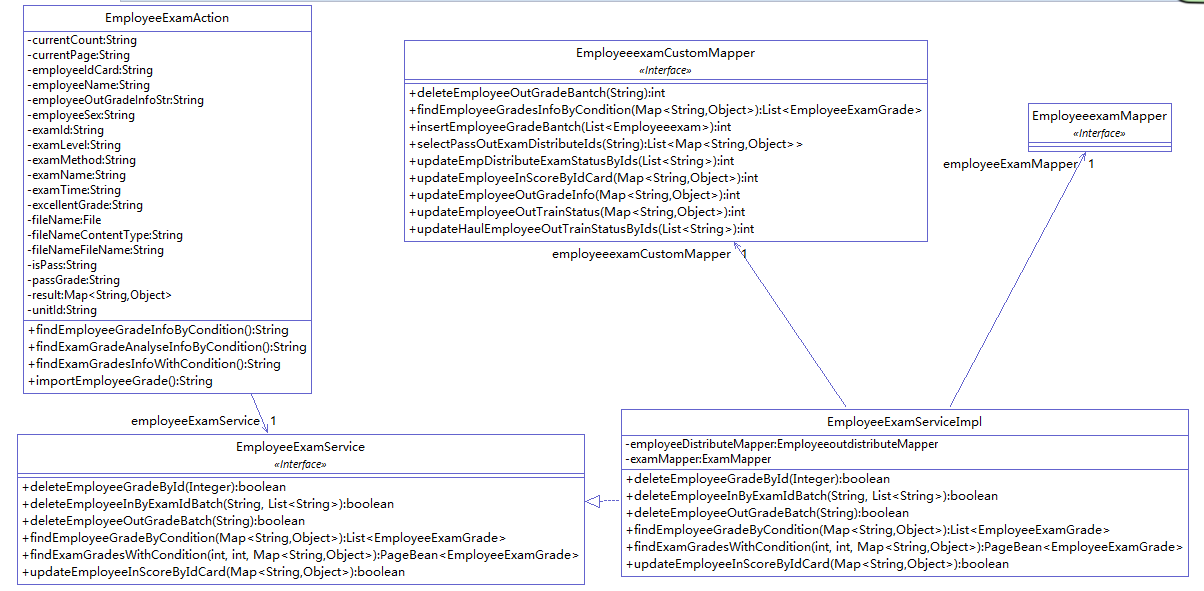 EmployeeExamAction
-currentCount:String
-currentPage:String
-employeeIdCard:String
-employeeName:String
-employeeOutGradeInfoStr:String
-employeeSex:String
-examId:String
-examLevel:String
-examMethod:String
-examName:String
-examTime:String
-excellentGrade:String
-fileName:File
-fileNameContentType:String
-fileNameFileName:String
-isPass:String
-passGrade:String
-result:Map<String,Object>
-unitId:String
+findEmployeeGradeInfoByCondition():String
+findExamGradeAnalyseInfoByCondition():String
+findExamGradesInfoWithCondition():String
+importEmployeeGrade():String
EmployeeexamCustomMapper
«Interface»
+deleteEmployeeOutGradeBantch(String):int
+findEmployeeGradesInfoByCondition(Map<String,Object>):List<EmployeeExamGrade>
+insertEmployeeGradeBantch(List<Employeeexam>):int
+selectPassOutExamDistributeIds(String):List<Map<String,Object>>
+updateEmpDistributeExamStatusByIds(List<String>):int
+updateEmployeeInScoreByIdCard(Map<String,Object>):int
+updateEmployeeOutGradeInfo(Map<String,Object>):int
+updateEmployeeOutTrainStatus(Map<String,Object>):int
+updateHaulEmployeeOutTrainStatusByIds(List<String>):int
EmployeeexamMapper
«Interface»
employeeExamMapper 1
employeeexamCustomMapper 1
employeeExamService 1
EmployeeExamService
«Interface»
+deleteEmployeeGradeById(Integer):boolean
+deleteEmployeeInByExamIdBatch(String, List<String>):boolean
+deleteEmployeeOutGradeBatch(String):boolean
+findEmployeeGradeByCondition(Map<String,Object>):List<EmployeeExamGrade>
+findExamGradesWithCondition(int, int, Map<String,Object>):PageBean<EmployeeExamGrade>
+updateEmployeeInScoreByIdCard(Map<String,Object>):boolean
EmployeeExamServiceImpl
-employeeDistributeMapper:EmployeeoutdistributeMapper
-examMapper:ExamMapper
+deleteEmployeeGradeById(Integer):boolean
+deleteEmployeeInByExamIdBatch(String, List<String>):boolean
+deleteEmployeeOutGradeBatch(String):boolean
+findEmployeeGradeByCondition(Map<String,Object>):List<EmployeeExamGrade>
+findExamGradesWithCondition(int, int, Map<String,Object>):PageBean<EmployeeExamGrade>
+updateEmployeeInScoreByIdCard(Map<String,Object>):boolean